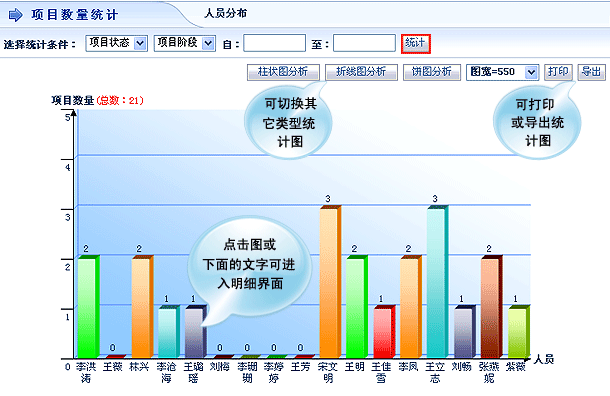 项目数量统计
人员分布
选择统计条件： 项目状态 项目阶段 自： 至： 统计
柱状图分析 折线图分析 饼图分析 图宽=550 打印 导出
可切换其
它类型统
计图
可打印
或导出统
计图
项目数量(总数：21)
5
4
3
2
1
0
2 0 2 1 1 0 0 0 0 3 2 1 2 3 1 2 1
点击图或
下面的文字可进
入明细界面
人员
李洪涛
王薇
林兴
李沧海
王璐瑶
刘梅
李珊珊
李婷婷
王芳
宋文明
王明
王佳雪
李凤
王立志
刘畅
张燕妮
紫薇